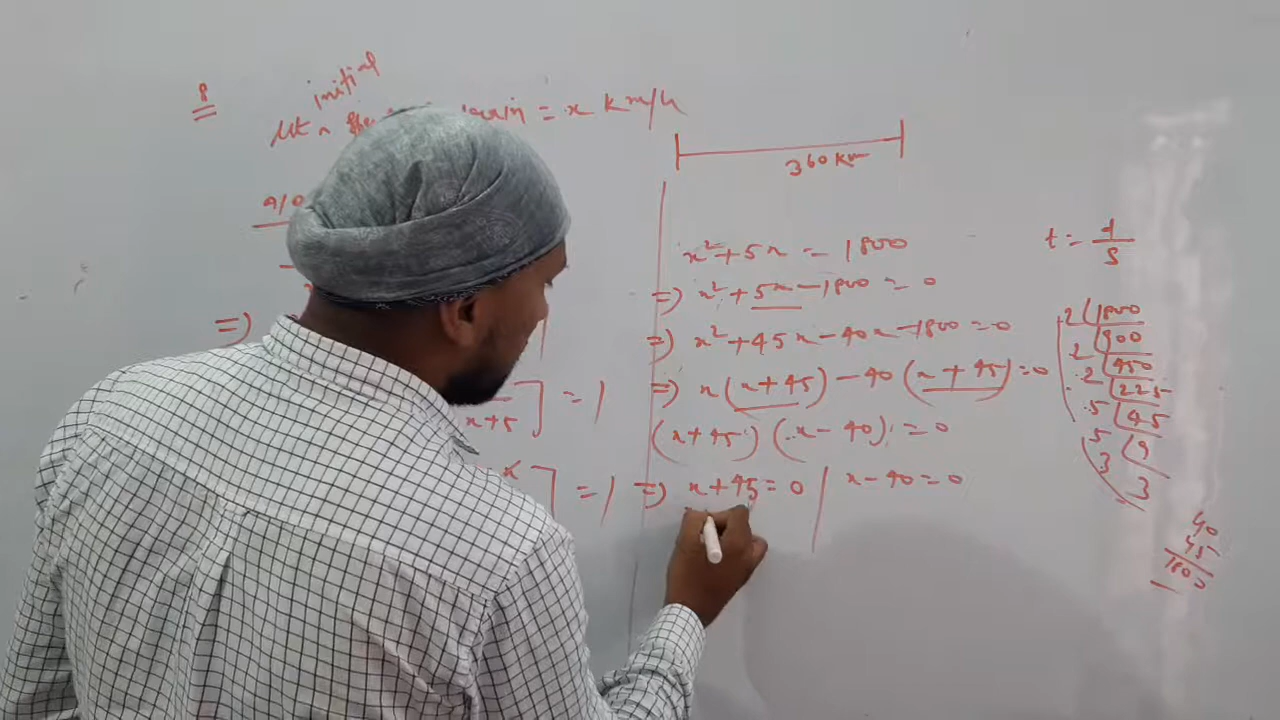 8
initial
Let = x km/h
360 km
x² + 5x = 1800
=) x² + 5x - 1800 = 0
=) x² + 45x - 40x - 1800 = 0
=) x(x + 45) - 40(x + 45) = 0
(x + 45) (x - 40) = 0
=) x + 45 = 0 / x - 40 = 0
=)
x + 5 ] = 1
x ] = 1
t = d/s
2 1800
2 900
2 450
5 225
5 45
3 9
3
40
45
1800